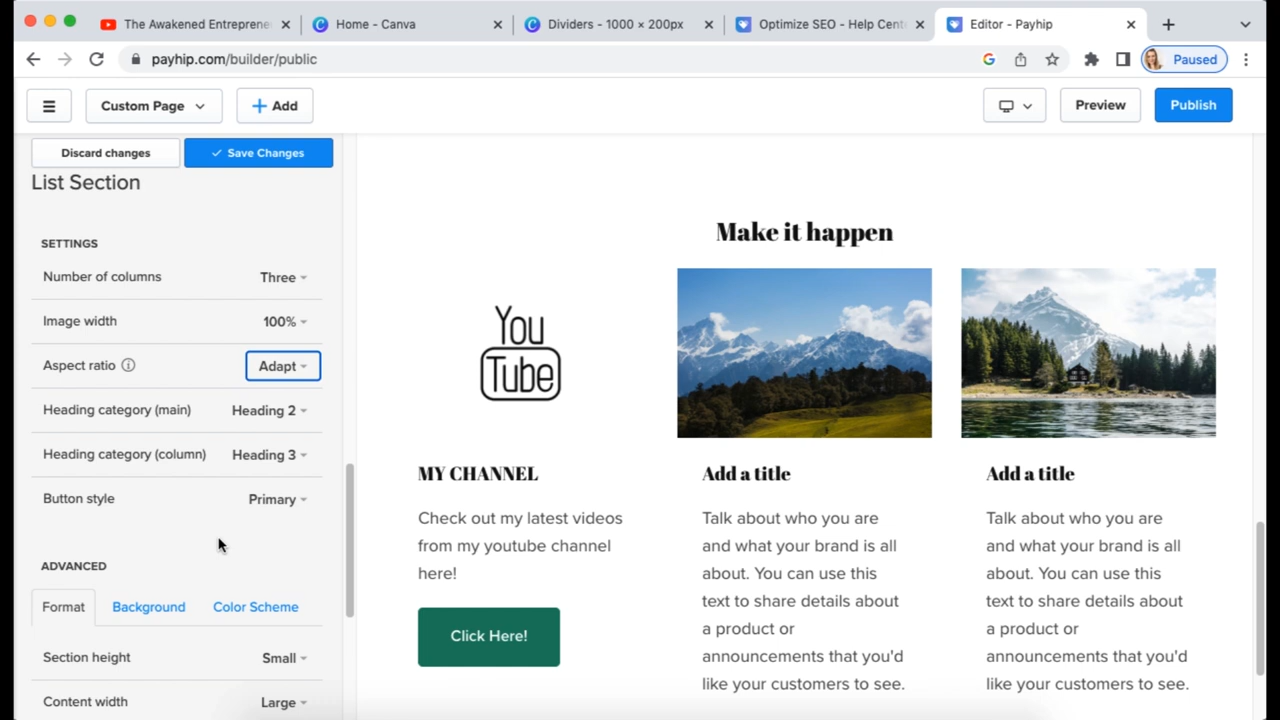 The Awakened Entreprene
Home - Canva
Dividers - 1000 × 200px
Optimize SEO - Help Cent
Editor - Payhip
payhip.com/builder/public
Paused
Custom Page
Add
Preview
Publish
Discard changes
Save Changes
List Section
SETTINGS
Number of columns
Three
Image width
100%
Aspect ratio
Adapt
Heading category (main)
Heading 2
Heading category (column)
Heading 3
Button style
Primary
ADVANCED
Format
Background
Color Scheme
Section height
Small
Content width
Large
Make it happen
You
Tube
MY CHANNEL
Check out my latest videos
from my youtube channel
here!
Click Here!
Add a title
Talk about who you are
and what your brand is all
about. You can use this
text to share details about
a product or
announcements that you'd
like your customers to see.
Add a title
Talk about who you are
and what your brand is all
about. You can use this
text to share details about
a product or
announcements that you'd
like your customers to see.